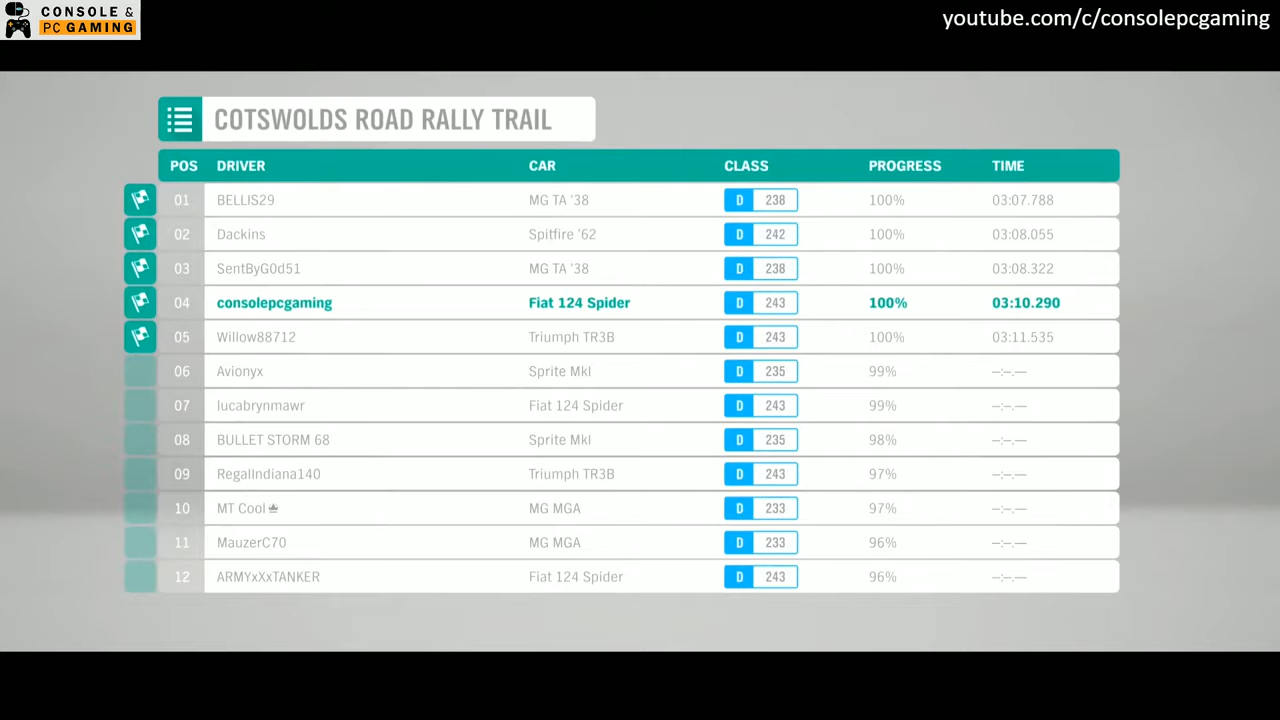 CONSOLE &
PC GAMING
youtube.com/c/consolepcgaming
COTSWOLDS ROAD RALLY TRAIL
POS DRIVER CAR CLASS PROGRESS TIME
01 BELLIS29 MG TA '38 D 238 100% 03:07.788
02 Dackins Spitfire '62 D 242 100% 03:08.055
03 SentByG0d51 MG TA '38 D 238 100% 03:08.322
04 consolepcgaming Fiat 124 Spider D 243 100% 03:10.290
05 Willow88712 Triumph TR3B D 243 100% 03:11.535
06 Avionyx Sprite MkI D 235 99% --:--.---
07 lucabrynmawr Fiat 124 Spider D 243 99% --:--.---
08 BULLET STORM 68 Sprite MkI D 235 98% --:--.---
09 RegalIndiana140 Triumph TR3B D 243 97% --:--.---
10 MT Cool MG MGA D 233 97% --:--.---
11 MauzerC70 MG MGA D 233 96% --:--.---
12 ARMYxXxTANKER Fiat 124 Spider D 243 96% --:--.---